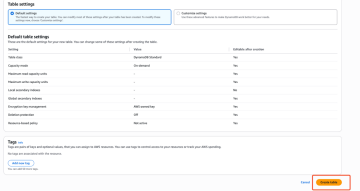 Table settings
Default settings
The fastest way to create your table. You can modify most of these settings after your table has been created. To modify these settings now, choose 'Customize settings'.
Customize settings
Use these advanced features to make DynamoDB work better for your needs.
Default table settings
These are the default settings for your new table. You can change some of these settings after creating the table.
Setting Value Editable after creation
Table class DynamoDB Standard Yes
Capacity mode On-demand Yes
Maximum read capacity units - Yes
Maximum write capacity units - Yes
Local secondary indexes - No
Global secondary indexes - Yes
Encryption key management AWS owned key Yes
Deletion protection Off Yes
Resource-based policy Not active Yes
Tags Info
Tags are pairs of keys and optional values, that you can assign to AWS resources. You can use tags to control access to your resources or track your AWS spending.
No tags are associated with the resource.
Add new tag
You can add 50 more tags.
Cancel Create table